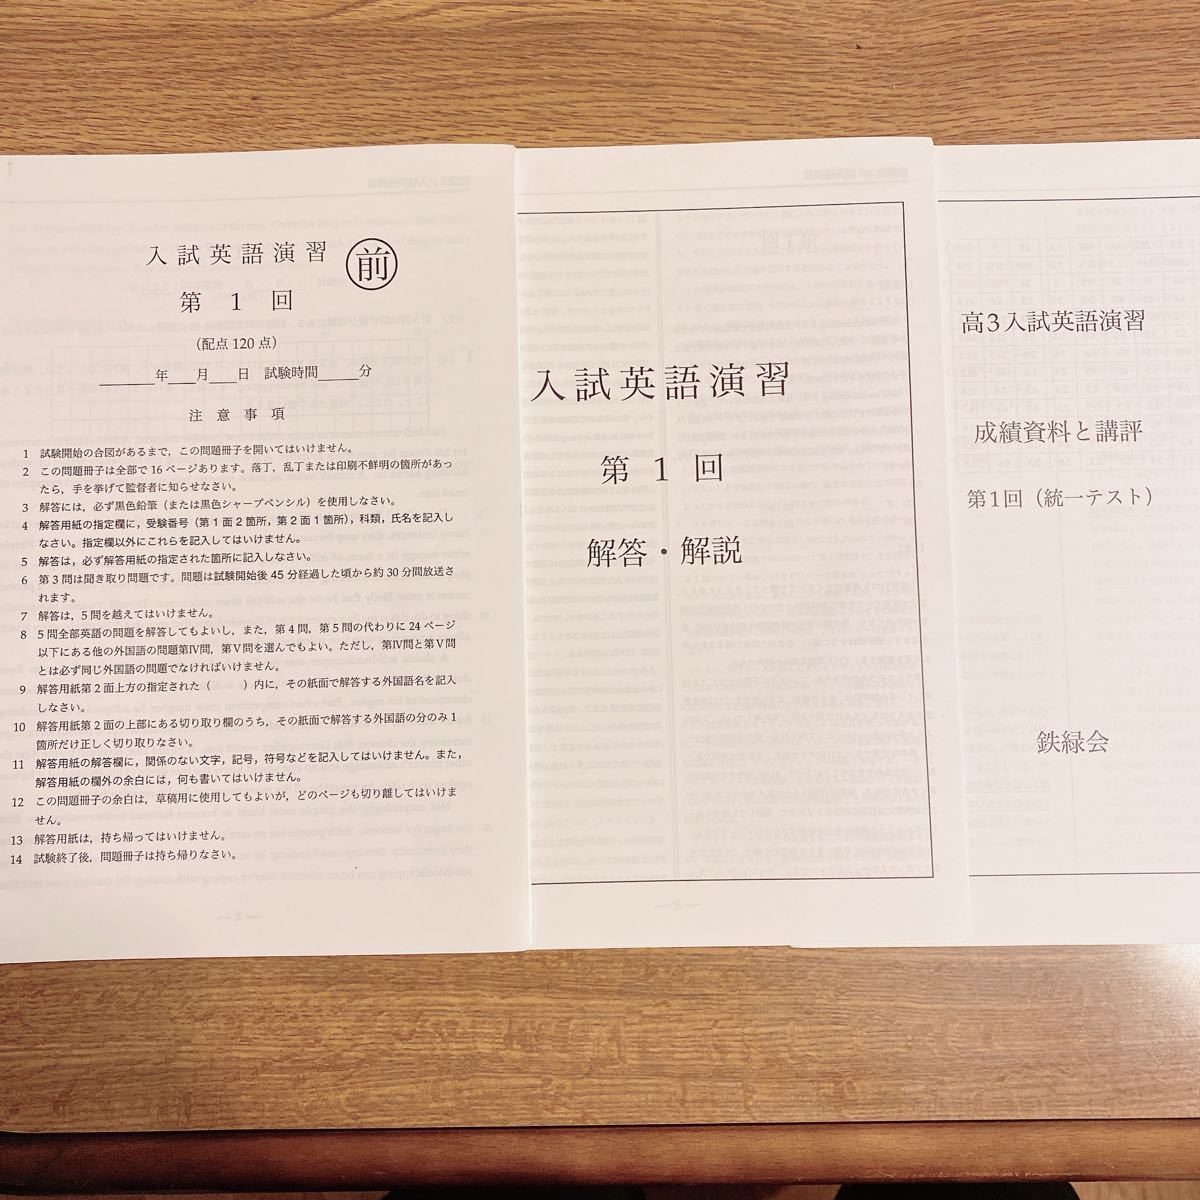 入試英語演習 前
第 1 回
（配点 120 点）
＿＿＿年＿＿月＿＿日 試験時間＿＿＿分
注 意 事 項
1 試験開始の合図があるまで，この問題冊子を開いてはいけません。
2 この問題冊子は全部で 16 ページあります。落丁，乱丁または印刷不鮮明の箇所があっ
たら，手を挙げて監督者に知らせなさい。
3 解答には，必ず黒色鉛筆（または黒色シャープペンシル）を使用しなさい。
4 解答用紙の指定欄に，受験番号（第 1 面 2 箇所，第 2 面 1 箇所），科類，氏名を記入し
なさい。指定欄以外にこれらを記入してはいけません。
5 解答は，必ず解答用紙の指定された箇所に記入しなさい。
6 第 3 問は聞き取り問題です。問題は試験開始後 45 分経過した頃から約 30 分間放送さ
れます。
7 解答は，5 問を越えてはいけません。
8 5 問全部英語の問題を解答してもよいし，また，第 4 問，第 5 問の代わりに 24 ページ
以下にある他の外国語の問題第Ⅳ問，第Ⅴ問を選んでもよい。ただし，第Ⅳ問と第Ⅴ問
とは必ず同じ外国語の問題でなければいけません。
9 解答用紙第 2 面上方の指定された（　　）内に，その紙面で解答する外国語名を記入
しなさい。
10 解答用紙第 2 面の上部にある切り取り欄のうち，その紙面で解答する外国語の分のみ 1
箇所だけ正しく切り取りなさい。
11 解答用紙の解答欄に，関係のない文字，記号，符号などを記入してはいけません。また，
解答用紙の欄外の余白には，何も書いてはいけません。
12 この問題冊子の余白は，草稿用に使用してもよいが，どのページも切り離してはいけま
せん。
13 解答用紙は，持ち帰ってはいけません。
14 試験終了後，問題冊子は持ち帰りなさい。
入試英語演習
第 1 回
解答・解説
高3入試英語演習
成績資料と講評
第1回（統一テスト）
鉄緑会